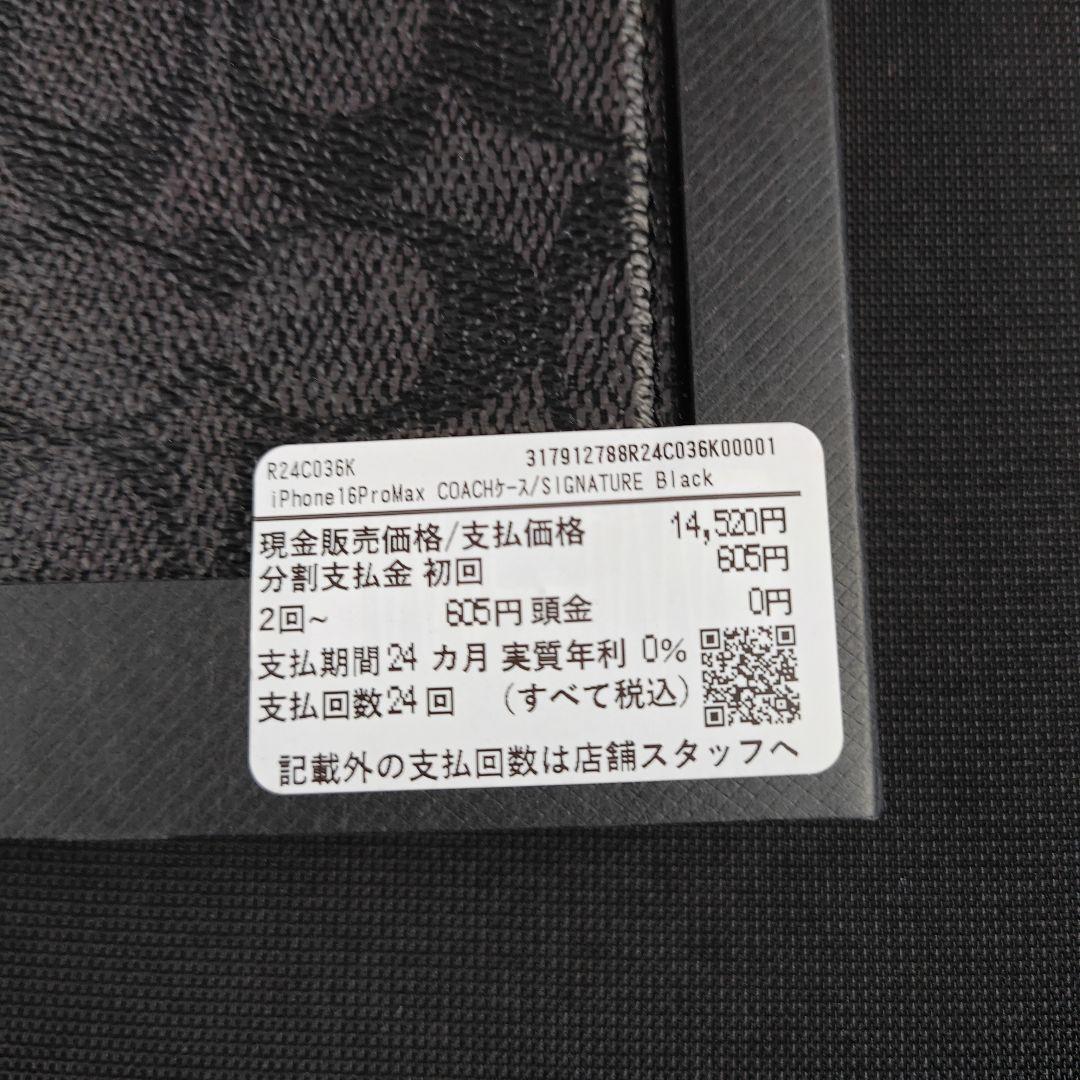 R24C036K 317912788R24C036K00001
iPhone16ProMax COACHｹｰｽ/SIGNATURE Black
現金販売価格/支払価格 14,520円
分割支払金 初回 605円
2回~ 605円 頭金 0円
支払期間24 カ月 実質年利 0%
支払回数24 回 (すべて税込)
記載外の支払回数は店舗スタッフへ